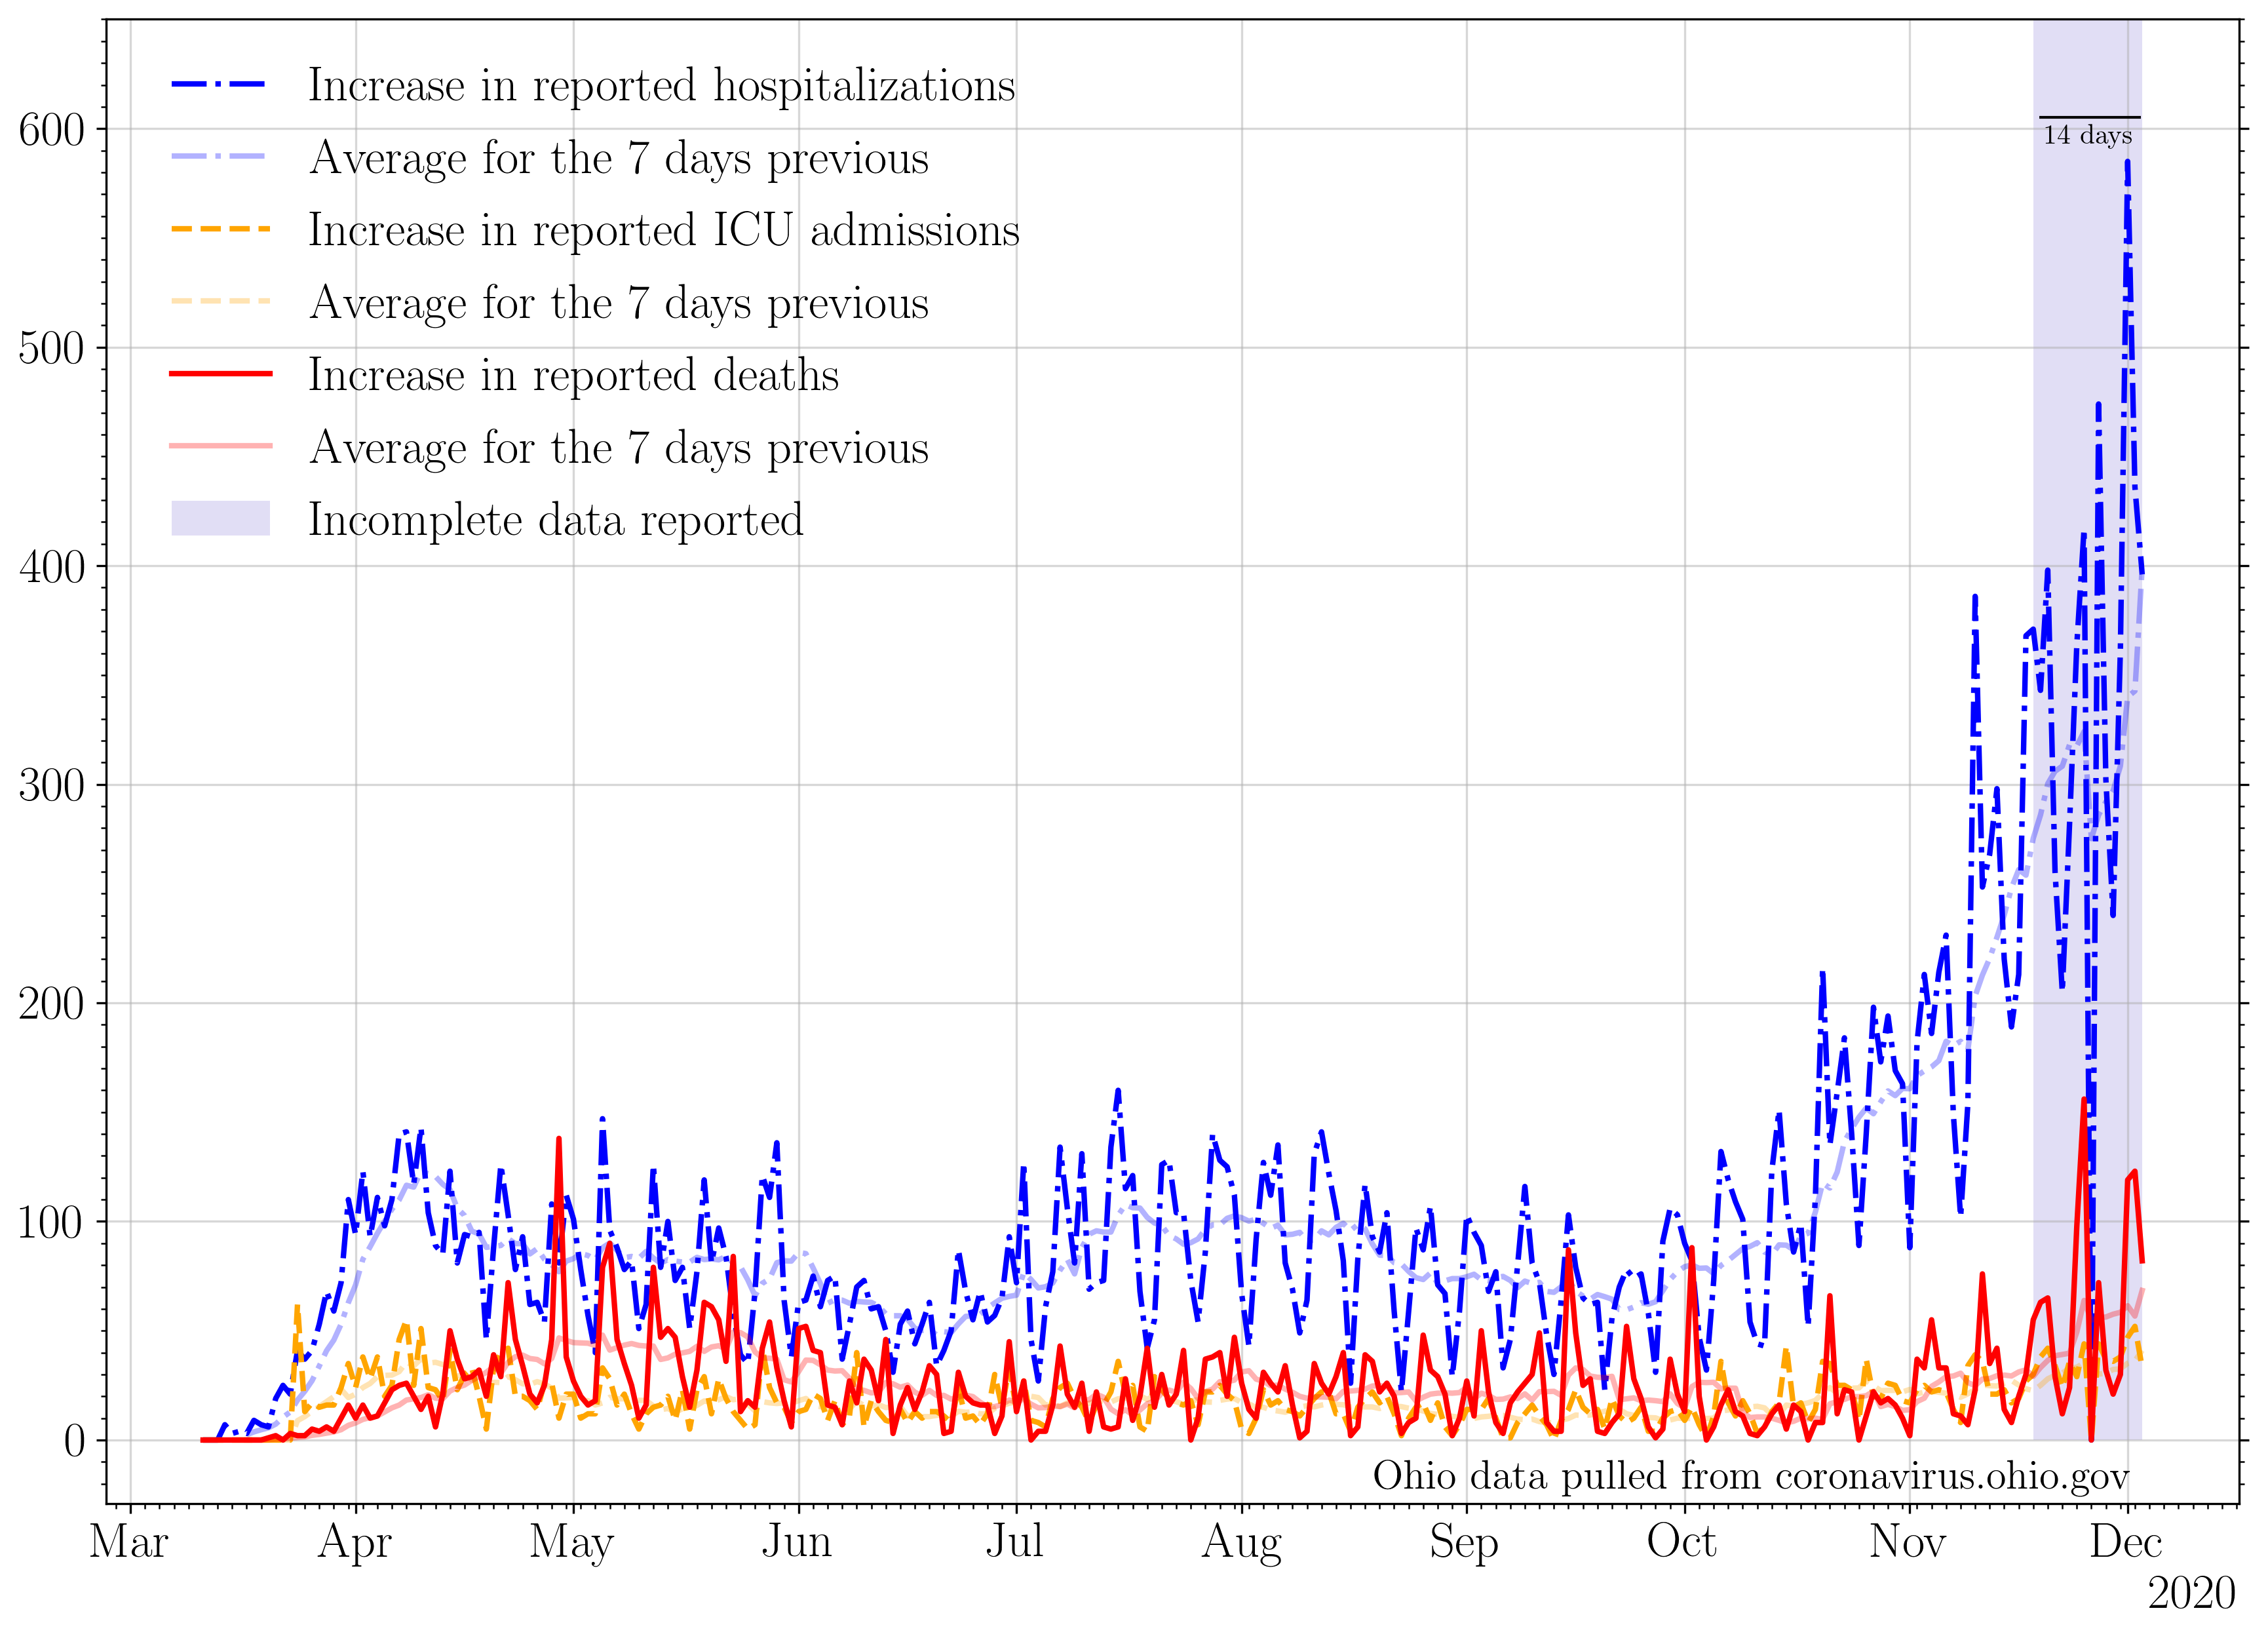 Increase in reported hospitalizations
Average for the 7 days previous
Increase in reported ICU admissions
Average for the 7 days previous
Increase in reported deaths
Average for the 7 days previous
Incomplete data reported
14 days
600
500
400
300
200
100
0
Ohio data pulled from coronavirus.ohio.gov
Mar Apr May Jun Jul Aug Sep Oct Nov Dec
2020